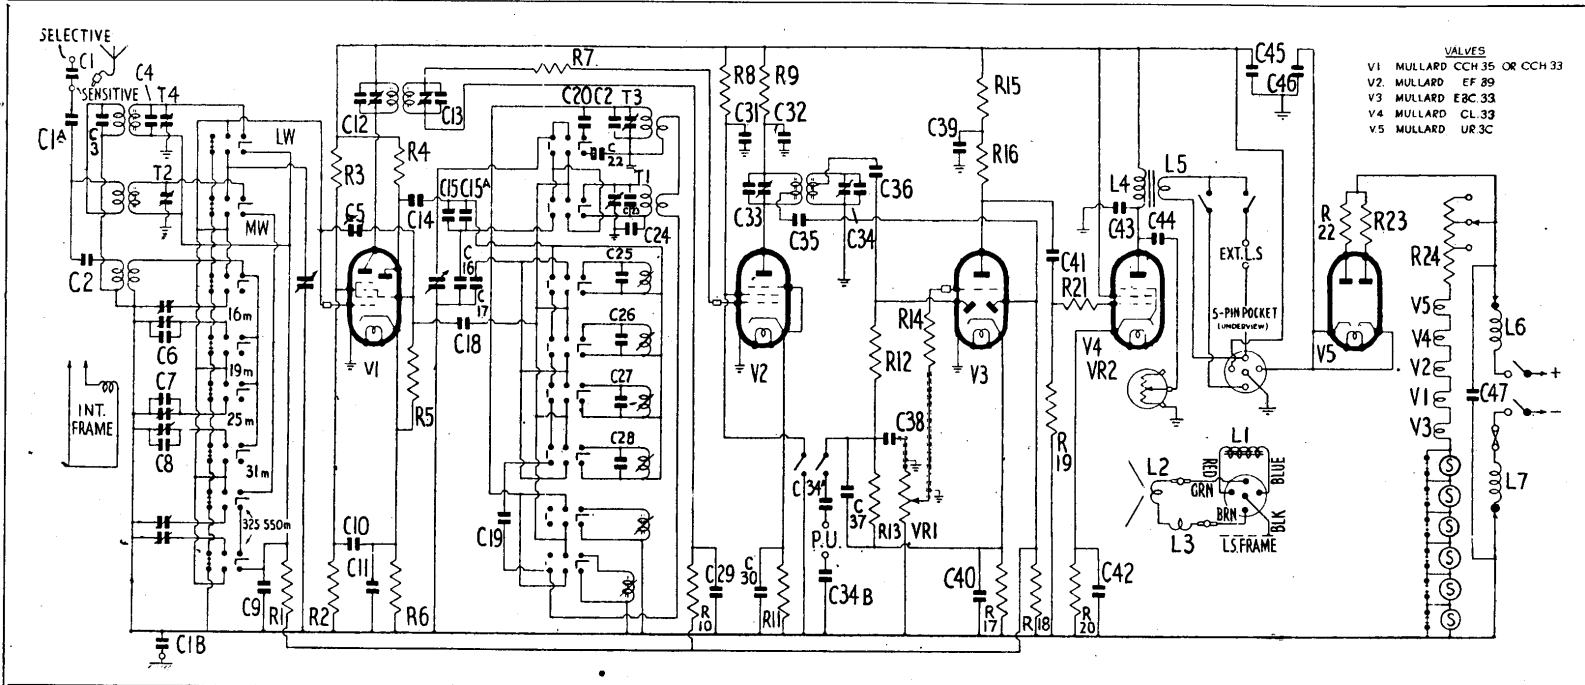 SELECTIVE
C1
SENSITIVE
C4
T4
C1A
C3
LW
T2
MW
C2
16m
C6
19m
C7
25m
C8
31m
INT.
FRAME
325 550m
C9
R1
C1B
R2
C10
C11
R6
C12
C13
R3
R4
C5
C14
V1
R5
C18
R7
C15
C15A
C16
C17
C20
C2
T3
C22
T1
C23
C24
C25
C26
C27
C28
C19
R8
R9
C31
C32
C33
C35
C34
C36
V2
R10
C29
C30
R11
C34A
P.U.
C34B
C37
R13
VR1
C38
R12
R14
R15
C39
R16
V3
C40
R17
R18
C41
R21
R19
R20
C42
L4
L5
C43
C44
V4
VR2
EXT.L.S
5-PIN POCKET
(UNDERVIEW)
C45
C46
VALVES
V1 MULLARD CCH 35 OR CCH 33
V2. MULLARD EF 39
V3 MULLARD EBC.33
V4 MULLARD CL.33
V.5 MULLARD UR 3C
R22
R23
R24
V5
V5
V4
V2
V1
V3
L6
+
C47
−
L7
L1
L2
RED
BLUE
GRN
BRN
BLK
L3
L.S.FRAME
S
S
S
S
S
S